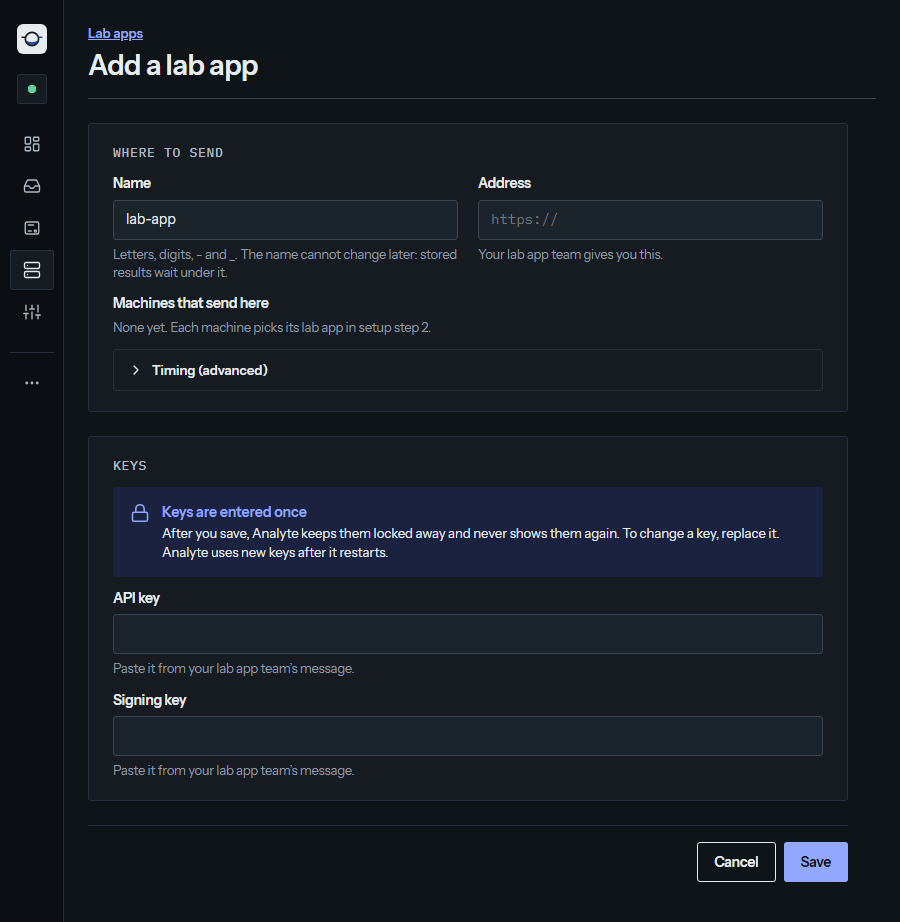 Lab apps
Add a lab app
WHERE TO SEND
Name
Address
lab-app
https://
Letters, digits, - and _. The name cannot change later: stored
results wait under it.
Your lab app team gives you this.
Machines that send here
None yet. Each machine picks its lab app in setup step 2.
Timing (advanced)
KEYS
Keys are entered once
After you save, Analyte keeps them locked away and never shows them again. To change a key, replace it.
Analyte uses new keys after it restarts.
API key
Paste it from your lab app team's message.
Signing key
Paste it from your lab app team's message.
Cancel
Save